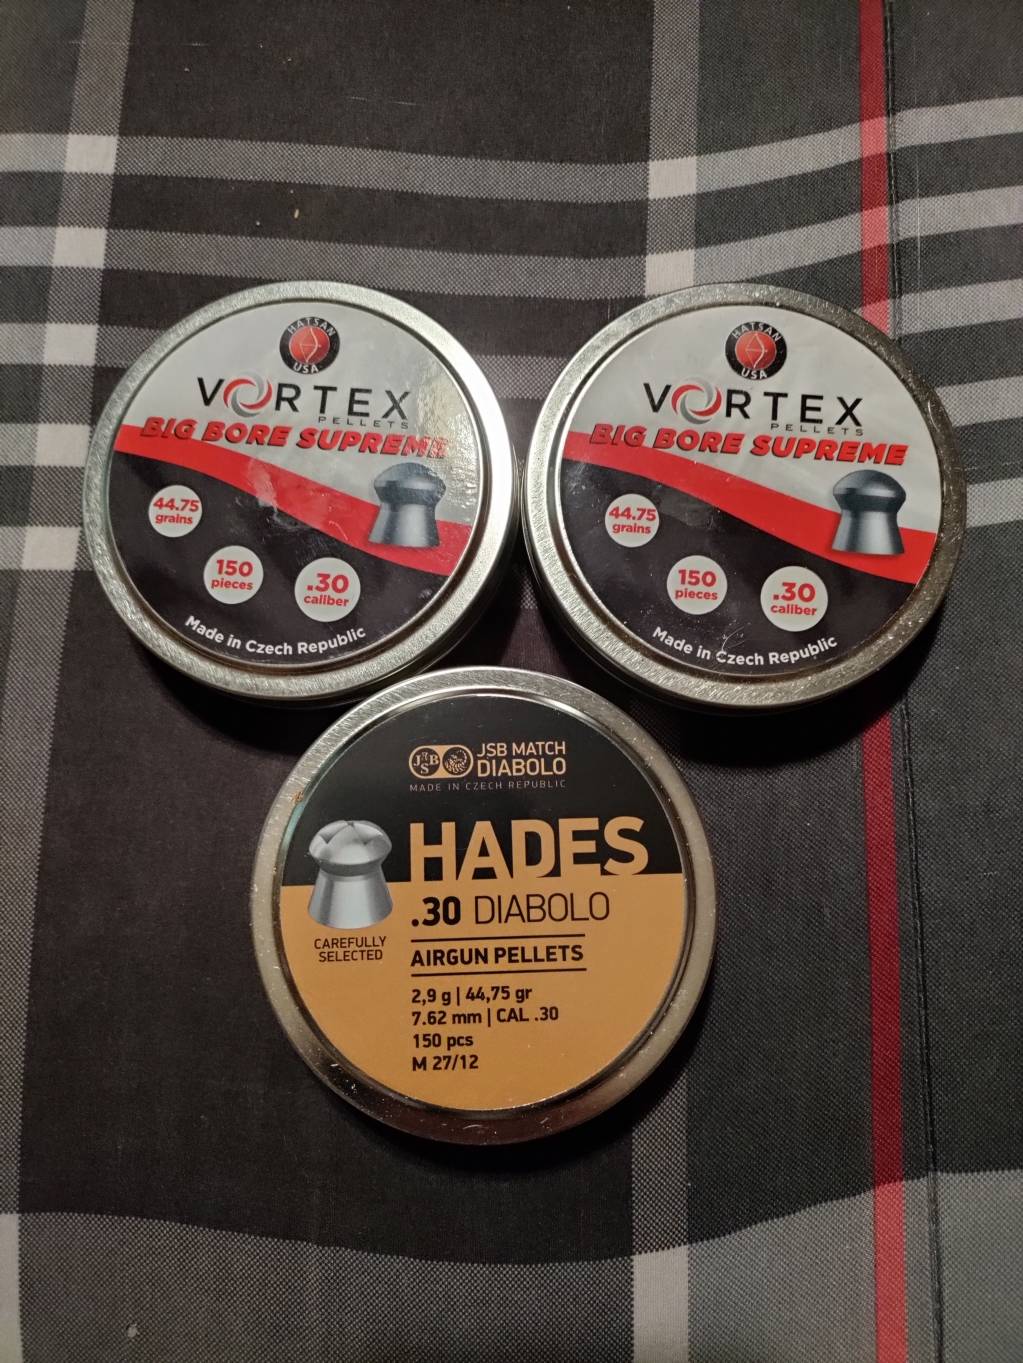 HATSAN
USA
VORTEX
PELLETS
BIG BORE SUPREME
44.75
grains
150
pieces
.30
caliber
Made in Czech Republic
HATSAN
USA
VORTEX
PELLETS
BIG BORE SUPREME
44.75
grains
150
pieces
.30
caliber
Made in Czech Republic
JSB
JSB MATCH
DIABOLO
MADE IN CZECH REPUBLIC
HADES
.30 DIABOLO
CAREFULLY
SELECTED
AIRGUN PELLETS
2,9 g | 44,75 gr
7.62 mm | CAL .30
150 pcs
M 27/12